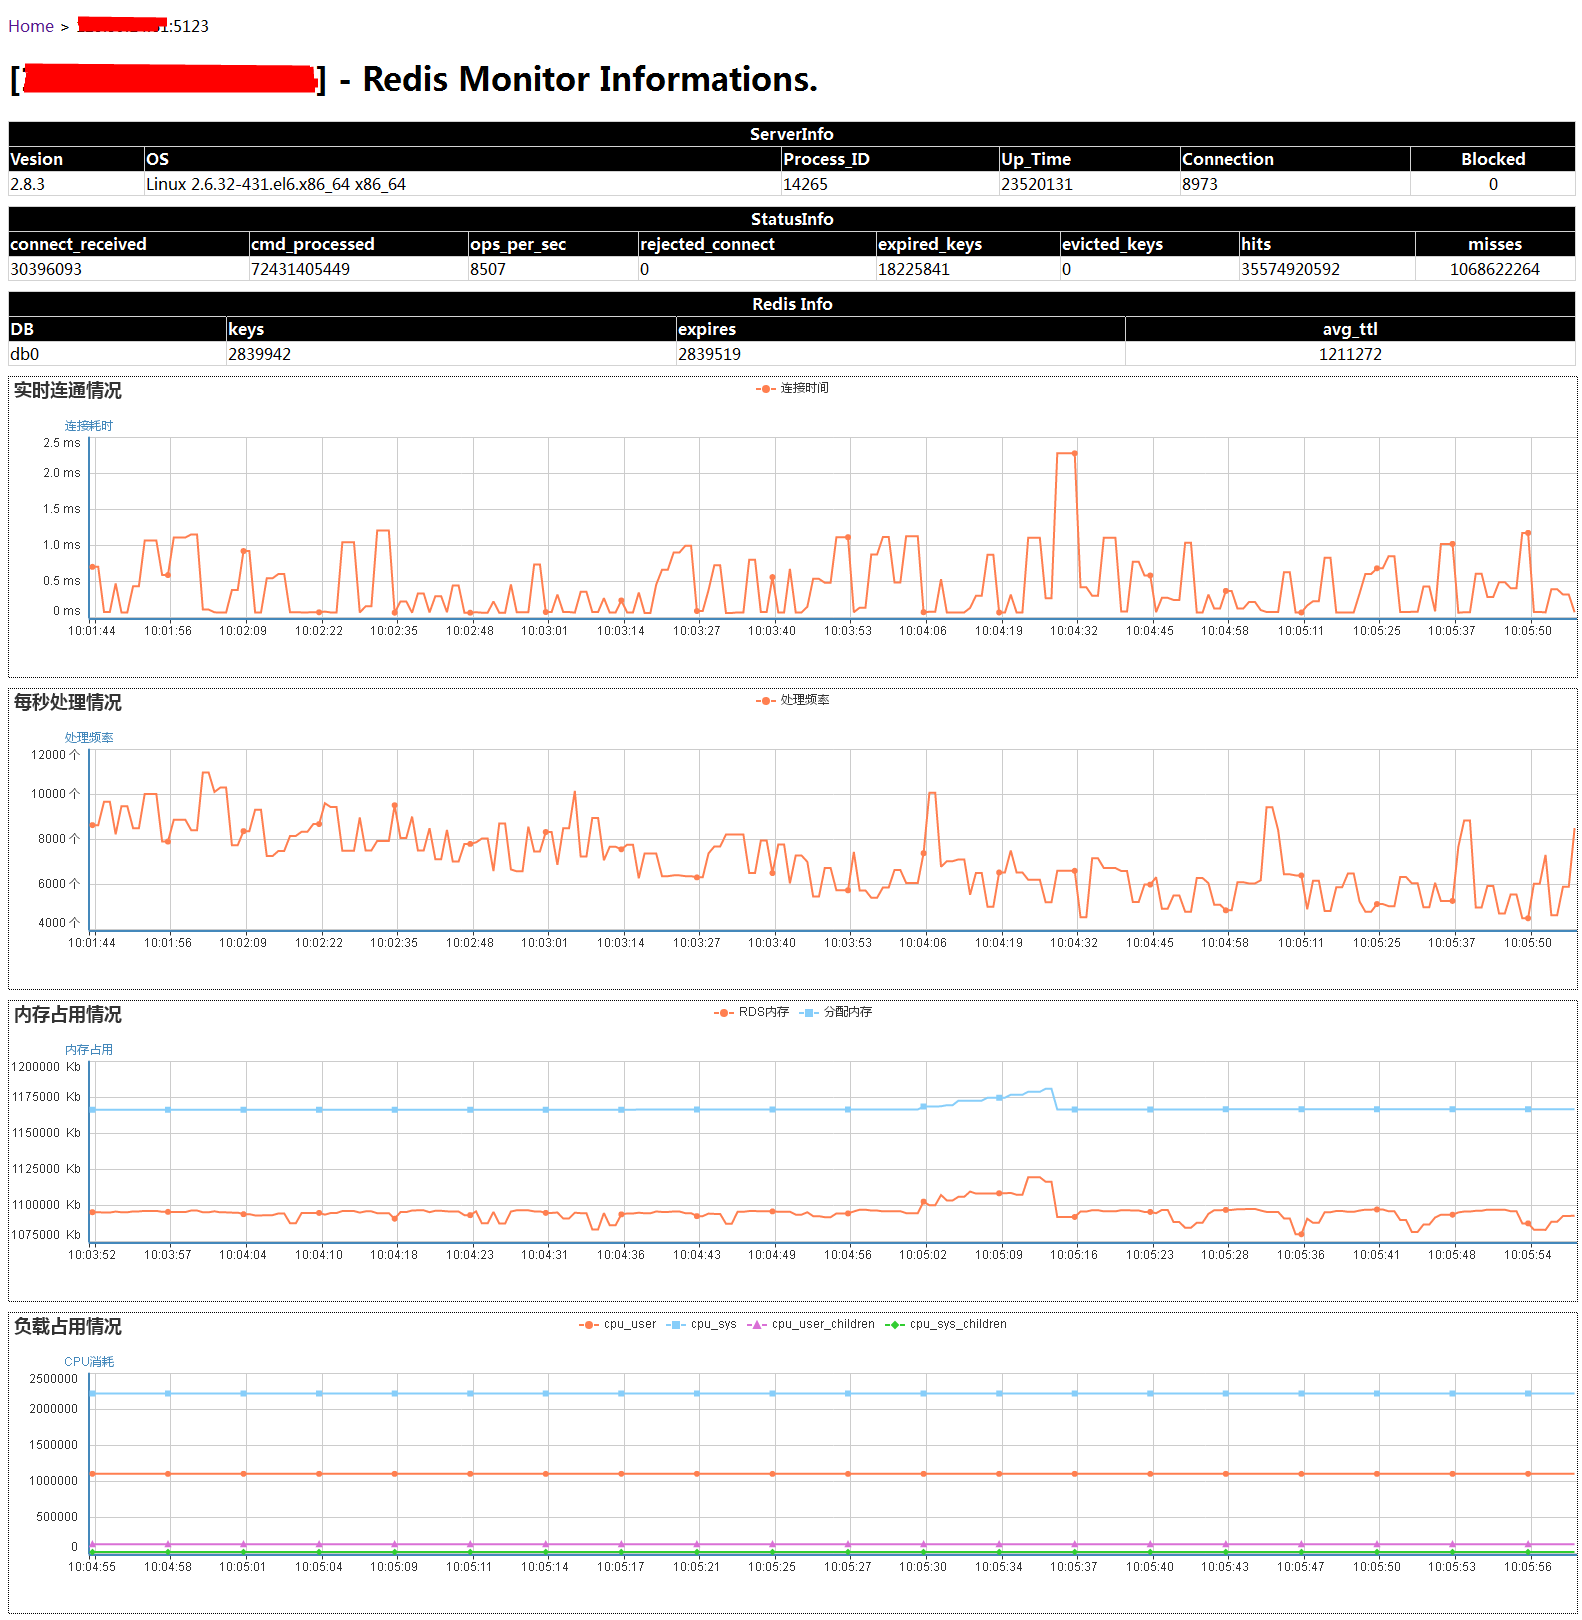 Home > 1:5123
[ ] - Redis Monitor Informations.
ServerInfo
Vesion OS Process_ID Up_Time Connection Blocked
2.8.3 Linux 2.6.32-431.el6.x86_64 x86_64 14265 23520131 8973 0
StatusInfo
connect_received cmd_processed ops_per_sec rejected_connect expired_keys evicted_keys hits misses
30396093 72431405449 8507 0 18225841 0 35574920592 1068622264
Redis Info
DB keys expires avg_ttl
db0 2839942 2839519 1211272
实时连通情况 连接时间
连接耗时
2.5 ms
2.0 ms
1.5 ms
1.0 ms
0.5 ms
0 ms
10:01:44 10:01:56 10:02:09 10:02:22 10:02:35 10:02:48 10:03:01 10:03:14 10:03:27 10:03:40 10:03:53 10:04:06 10:04:19 10:04:32 10:04:45 10:04:58 10:05:11 10:05:25 10:05:37 10:05:50
每秒处理情况 处理频率
处理频率
12000 个
10000 个
8000 个
6000 个
4000 个
10:01:44 10:01:56 10:02:09 10:02:22 10:02:35 10:02:48 10:03:01 10:03:14 10:03:27 10:03:40 10:03:53 10:04:06 10:04:19 10:04:32 10:04:45 10:04:58 10:05:11 10:05:25 10:05:37 10:05:50
内存占用情况 RDS内存 分配内存
内存占用
1200000 Kb
1175000 Kb
1150000 Kb
1125000 Kb
1100000 Kb
1075000 Kb
10:03:52 10:03:57 10:04:04 10:04:10 10:04:18 10:04:23 10:04:31 10:04:36 10:04:43 10:04:49 10:04:56 10:05:02 10:05:09 10:05:16 10:05:23 10:05:28 10:05:36 10:05:41 10:05:48 10:05:54
负载占用情况 cpu_user cpu_sys cpu_user_children cpu_sys_children
CPU消耗
2500000
2000000
1500000
1000000
500000
0
10:04:55 10:04:58 10:05:01 10:05:04 10:05:09 10:05:11 10:05:14 10:05:17 10:05:21 10:05:25 10:05:27 10:05:30 10:05:34 10:05:37 10:05:40 10:05:43 10:05:47 10:05:50 10:05:53 10:05:56